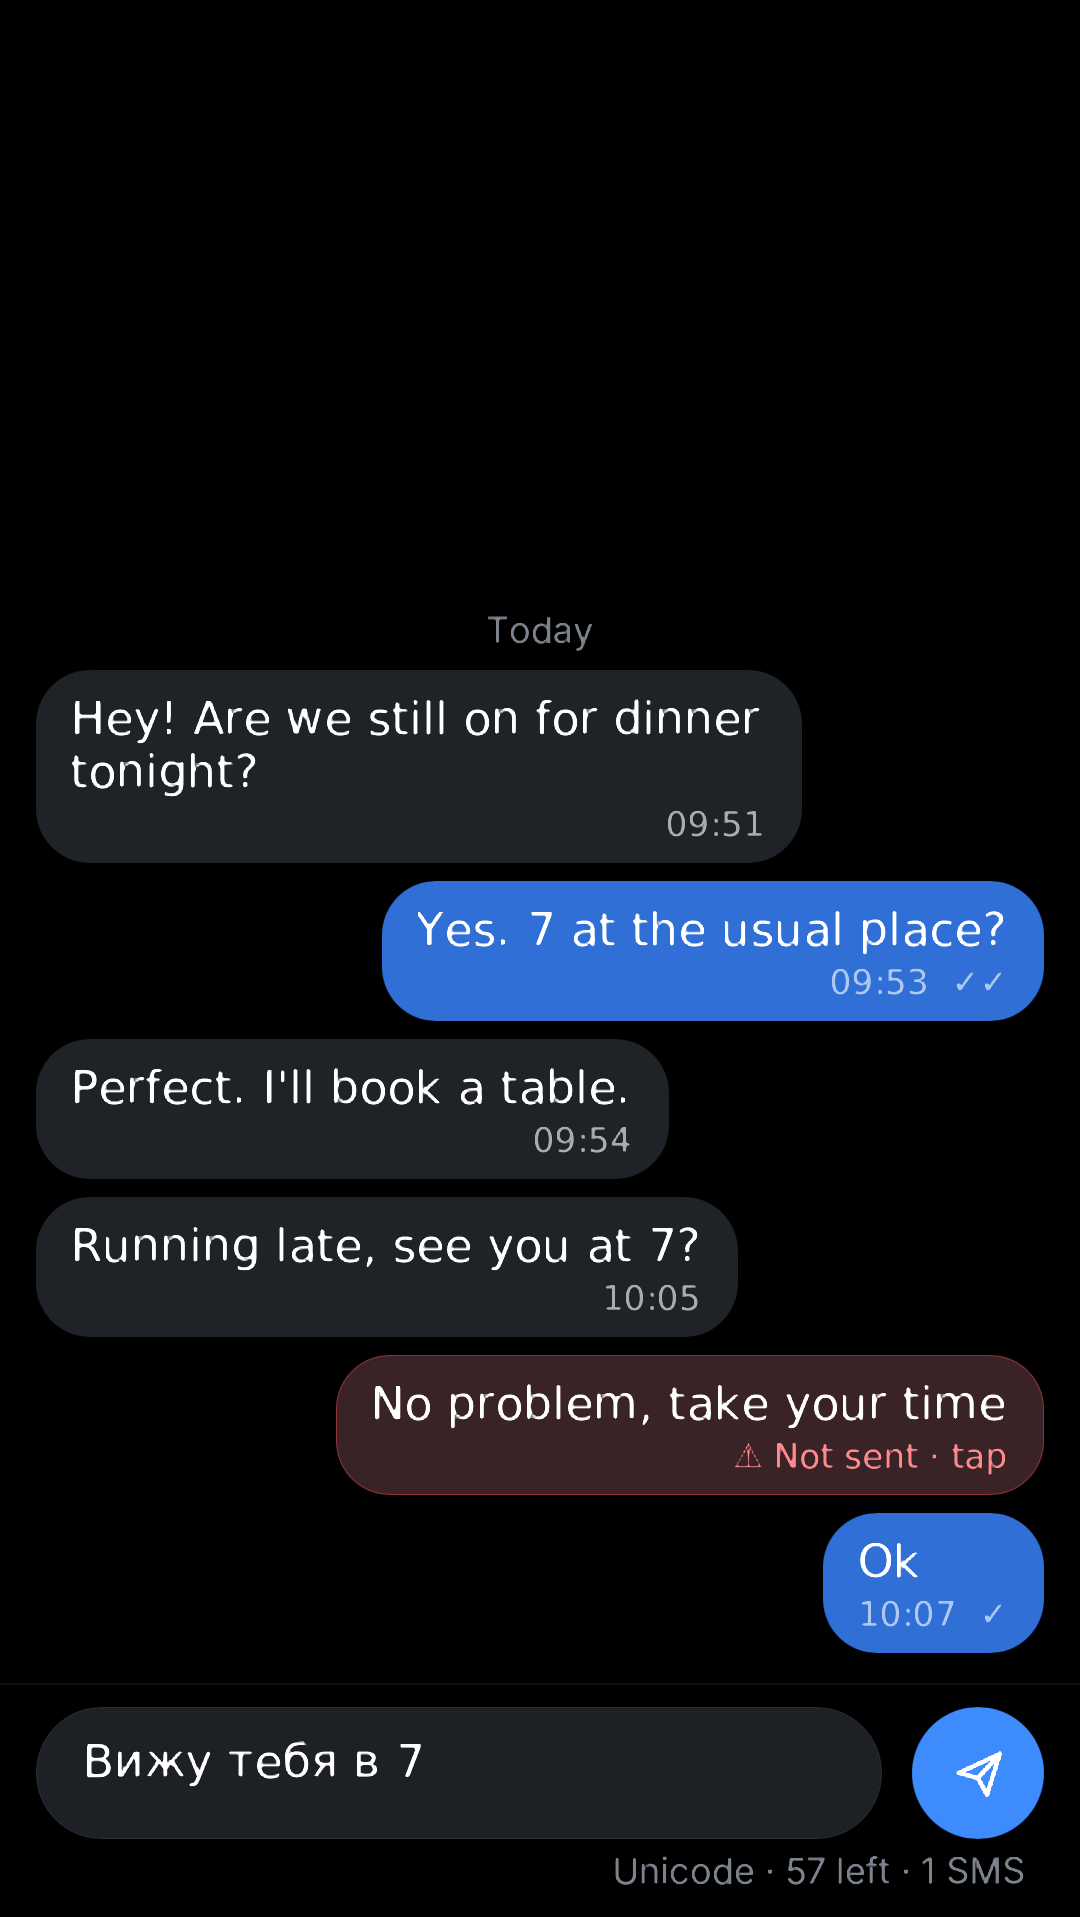 Today
Hey! Are we still on for dinner
tonight?
09:51
Yes. 7 at the usual place?
09:53 ✓✓
Perfect. I'll book a table.
09:54
Running late, see you at 7?
10:05
No problem, take your time
⚠ Not sent · tap
Ok
10:07 ✓
Вижу тебя в 7
Unicode · 57 left · 1 SMS